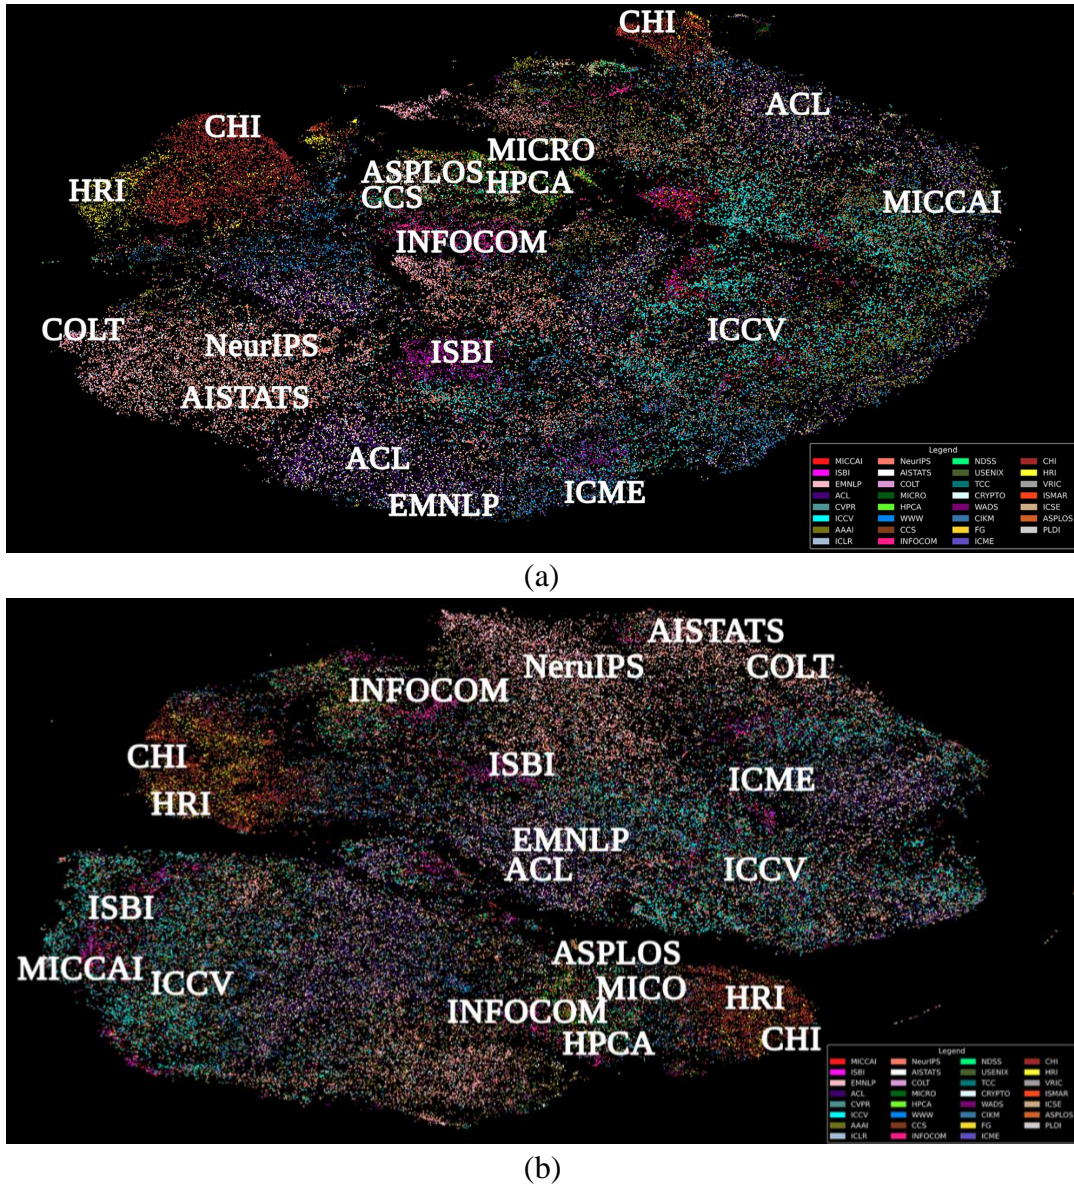 CHI
ACL
CHI
MICRO
ASPLOS
HPCA
HRI
CCS
MICCAI
INFOCOM
COLT
NeurIPS
ISBI
ICCV
AISTATS
ACL
ICME
EMNLP
Legend
MICCAI NeurIPS NDSS CHI
ISBI AISTATS USENIX HRI
EMNLP COLT TCC VRIC
ACL MICRO CRYPTO ISMAR
CVPR HPCA WADS ICSE
ICCV WWW CIKM ASPLOS
AAAI CCS FG PLDI
ICLR INFOCOM ICME
(a)
AISTATS
NeruIPS COLT
INFOCOM
CHI ISBI ICME
HRI
EMNLP
ACL ICCV
ISBI
ASPLOS
MICCAI ICCV MICO HRI
INFOCOM
HPCA CHI
Legend
MICCAI NeurIPS NDSS CHI
ISBI AISTATS USENIX HRI
EMNLP COLT TCC VRIC
ACL MICRO CRYPTO ISMAR
CVPR HPCA WADS ICSE
ICCV WWW CIKM ASPLOS
AAAI CCS FG PLDI
ICLR INFOCOM ICME
(b)